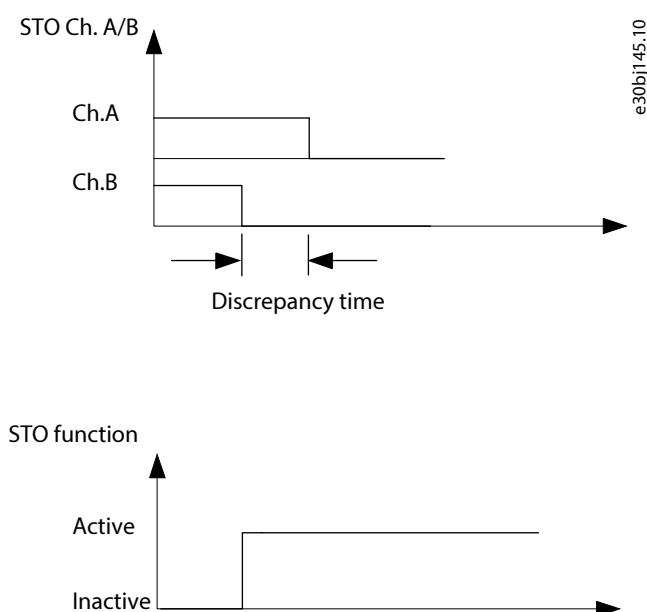 STO Ch. A/B
e30bj145.10
Ch.A
Ch.B
Discrepancy time
STO function
Active
Inactive